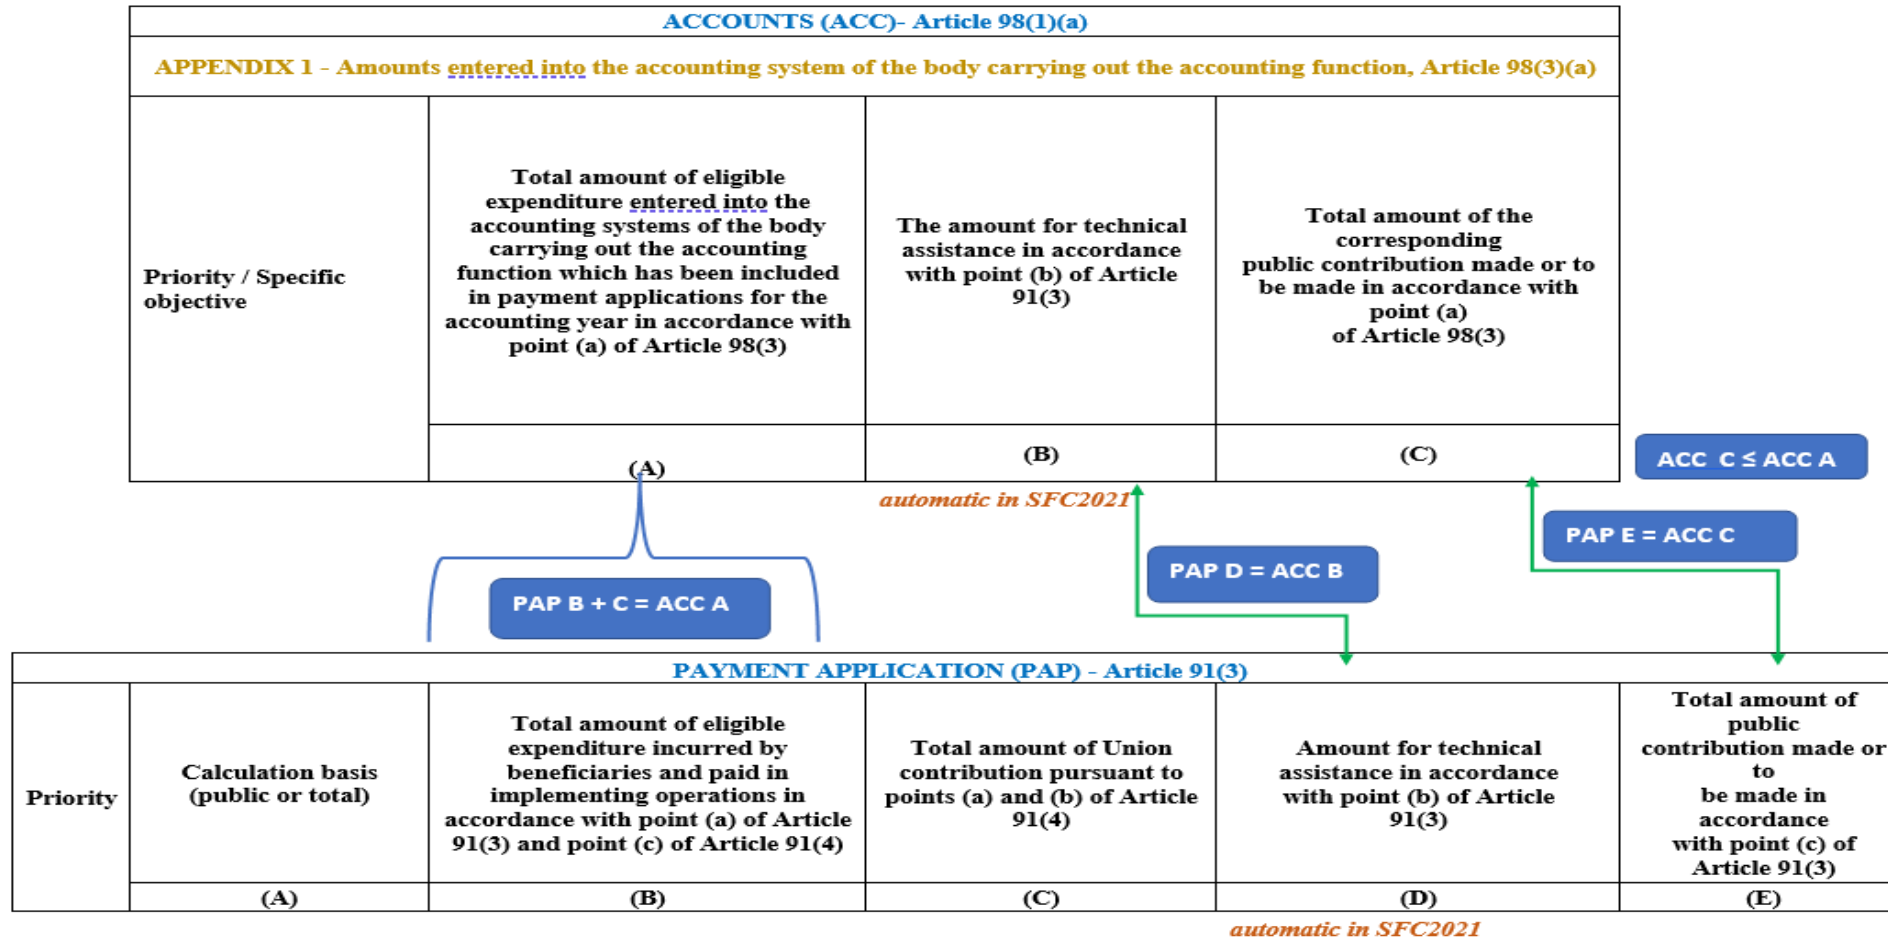 ACCOUNTS (ACC)- Article 98(1)(a)
APPENDIX 1 - Amounts entered into the accounting system of the body carrying out the accounting function, Article 98(3)(a)
Priority / Specific
objective
Total amount of eligible
expenditure entered into the
accounting systems of the body
carrying out the accounting
function which has been included
in payment applications for the
accounting year in accordance with
point (a) of Article 98(3)
The amount for technical
assistance in accordance
with point (b) of Article
91(3)
Total amount of the
corresponding
public contribution made or to
be made in accordance with
point (a)
of Article 98(3)
(A)
(B)
(C)
ACC C ≤ ACC A
automatic in SFC2021
PAP E = ACC C
PAP D = ACC B
PAP B + C = ACC A
PAYMENT APPLICATION (PAP) - Article 91(3)
Priority
Calculation basis
(public or total)
Total amount of eligible
expenditure incurred by
beneficiaries and paid in
implementing operations in
accordance with point (a) of Article
91(3) and point (c) of Article 91(4)
Total amount of Union
contribution pursuant to
points (a) and (b) of Article
91(4)
Amount for technical
assistance in accordance
with point (b) of Article
91(3)
Total amount of
public
contribution made or
to
be made in
accordance
with point (c) of
Article 91(3)
(A)
(B)
(C)
(D)
(E)
automatic in SFC2021